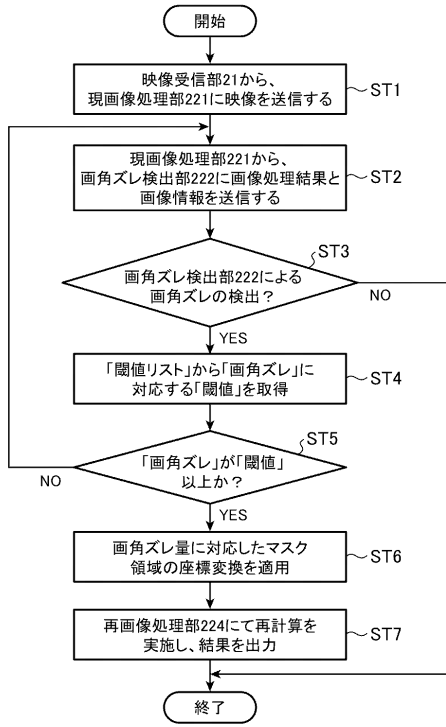 開始
映像受信部21から、
現画像処理部221に映像を送信する
ST1
現画像処理部221から、
画角ズレ検出部222に画像処理結果と
画像情報を送信する
ST2
ST3
画角ズレ検出部222による
画角ズレの検出？
NO
YES
「閾値リスト」から「画角ズレ」に
対応する「閾値」を取得
ST4
ST5
「画角ズレ」が「閾値」
以上か？
NO
YES
画角ズレ量に対応したマスク
領域の座標変換を適用
ST6
再画像処理部224にて再計算を
実施し、結果を出力
ST7
終了